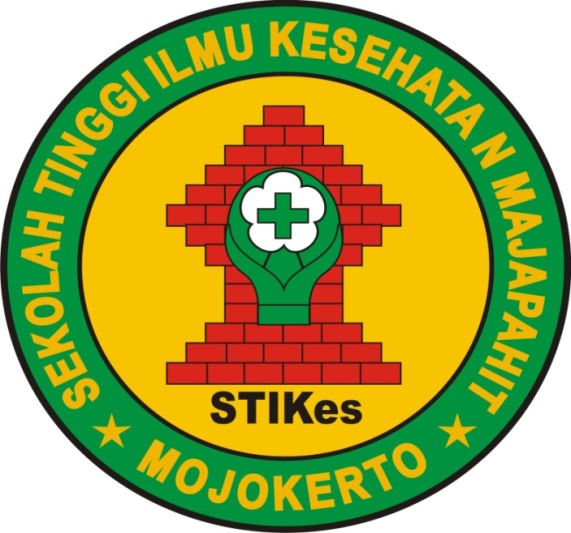 SEKOLAH TINGGI ILMU KESEHATA N MAJAPAHIT
STIKes
MOJOKERTO